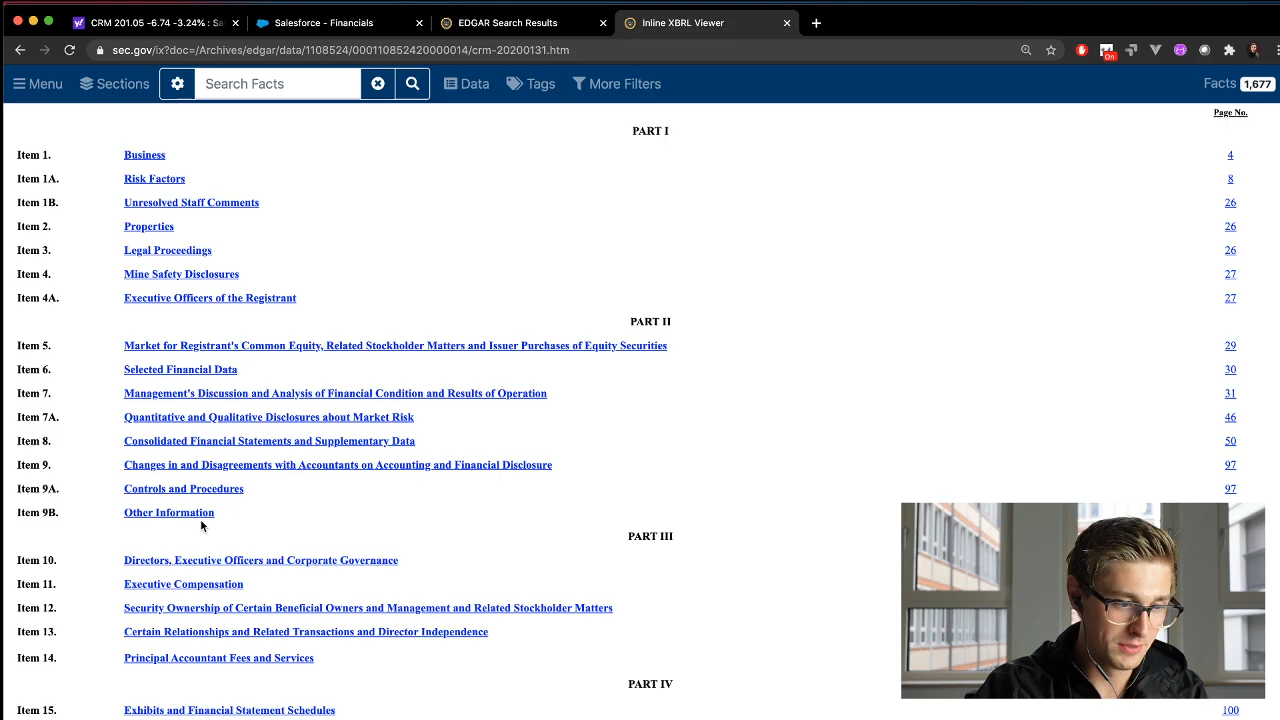 CRM 201.05 -6.74 -3.24% : Sa
Salesforce - Financials
EDGAR Search Results
Inline XBRL Viewer
sec.gov/ix?doc=/Archives/edgar/data/1108524/000110852420000014/crm-20200131.htm
On
Menu
Sections
Search Facts
Data
Tags
More Filters
Facts 1,677
Page No.
PART I
Item 1. Business 4
Item 1A. Risk Factors 8
Item 1B. Unresolved Staff Comments 26
Item 2. Properties 26
Item 3. Legal Proceedings 26
Item 4. Mine Safety Disclosures 27
Item 4A. Executive Officers of the Registrant 27
PART II
Item 5. Market for Registrant's Common Equity, Related Stockholder Matters and Issuer Purchases of Equity Securities 29
Item 6. Selected Financial Data 30
Item 7. Management's Discussion and Analysis of Financial Condition and Results of Operation 31
Item 7A. Quantitative and Qualitative Disclosures about Market Risk 46
Item 8. Consolidated Financial Statements and Supplementary Data 50
Item 9. Changes in and Disagreements with Accountants on Accounting and Financial Disclosure 97
Item 9A. Controls and Procedures 97
Item 9B. Other Information
PART III
Item 10. Directors, Executive Officers and Corporate Governance
Item 11. Executive Compensation
Item 12. Security Ownership of Certain Beneficial Owners and Management and Related Stockholder Matters
Item 13. Certain Relationships and Related Transactions and Director Independence
Item 14. Principal Accountant Fees and Services
PART IV
Item 15. Exhibits and Financial Statement Schedules 100